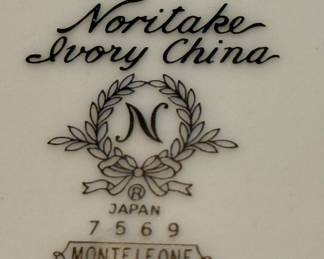 Noritake
Ivory China
N
®
JAPAN
7569
MONTELEONE